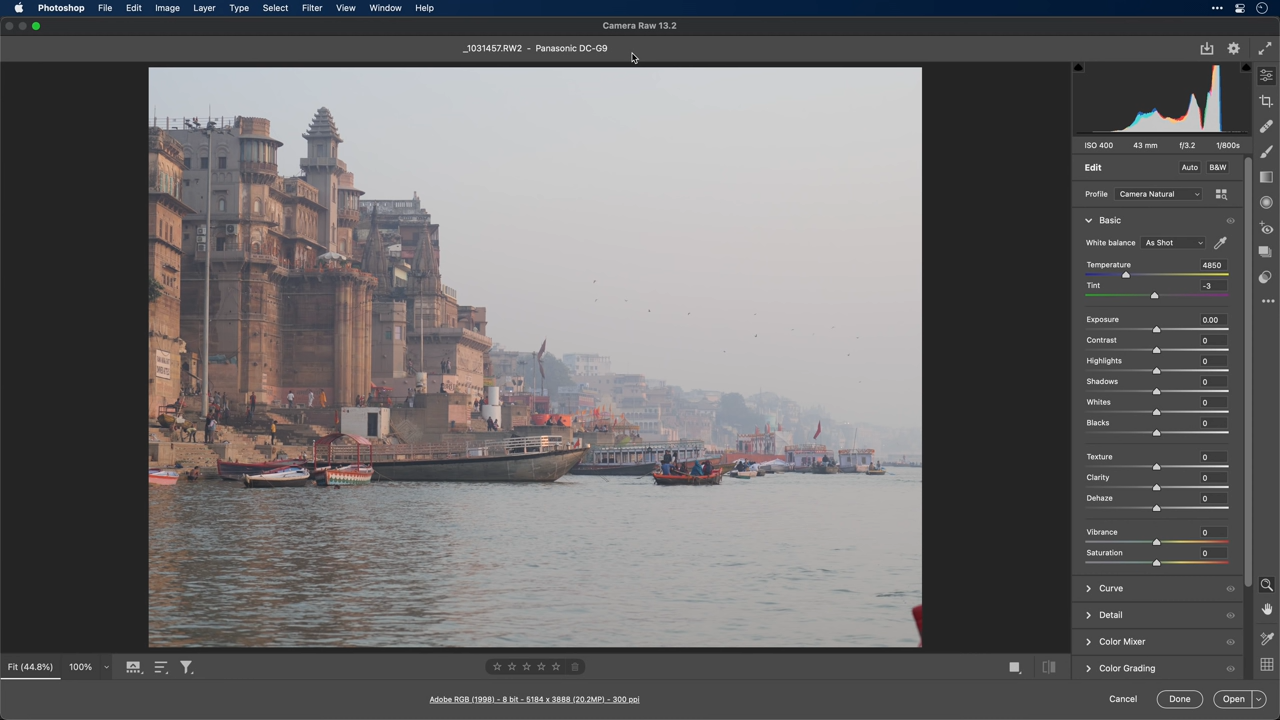 Photoshop File Edit Image Layer Type Select Filter View Window Help
Camera Raw 13.2
_1031457.RW2 - Panasonic DC-G9
ISO 400 43 mm f/3.2 1/800s
Edit Auto B&W
Profile Camera Natural
Basic
White balance As Shot
Temperature 4850
Tint -3
Exposure 0.00
Contrast 0
Highlights 0
Shadows 0
Whites 0
Blacks 0
Texture 0
Clarity 0
Dehaze 0
Vibrance 0
Saturation 0
Curve
Detail
Color Mixer
Color Grading
Fit (44.8%) 100%
Adobe RGB (1998) - 8 bit - 5184 x 3888 (20.2MP) - 300 ppi
Cancel Done Open